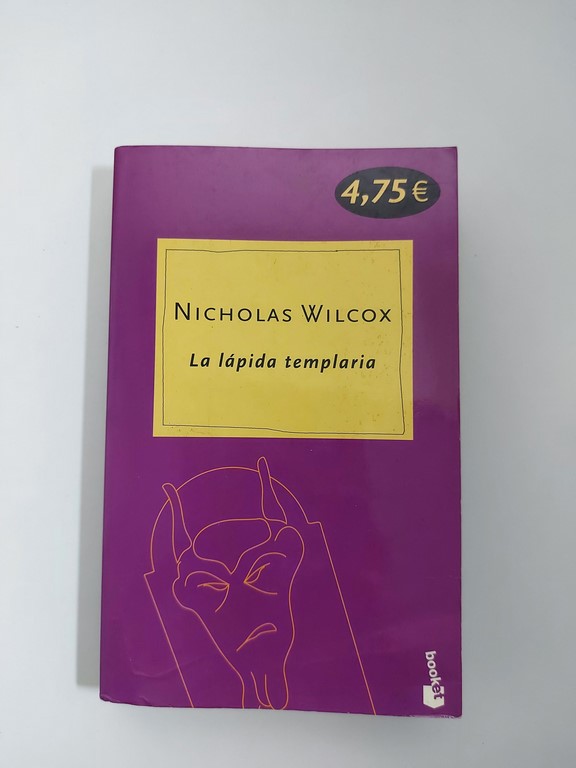 4,75 €
NICHOLAS WILCOX
La lápida templaria
booket